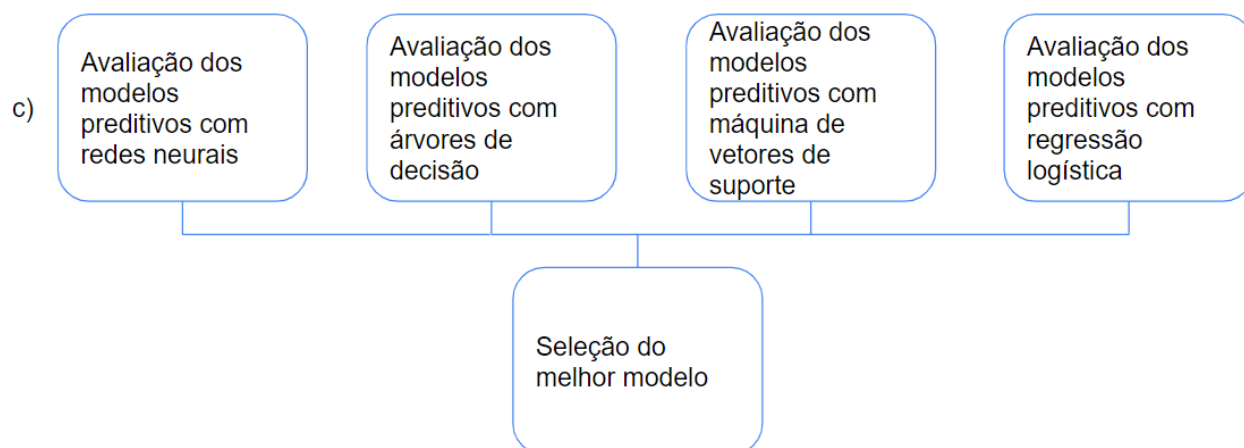 c)
Avaliação dos
modelos
preditivos com
redes neurais
Avaliação dos
modelos
preditivos com
árvores de
decisão
Avaliação dos
modelos
preditivos com
máquina de
vetores de
suporte
Avaliação dos
modelos
preditivos com
regressão
logística
Seleção do
melhor modelo